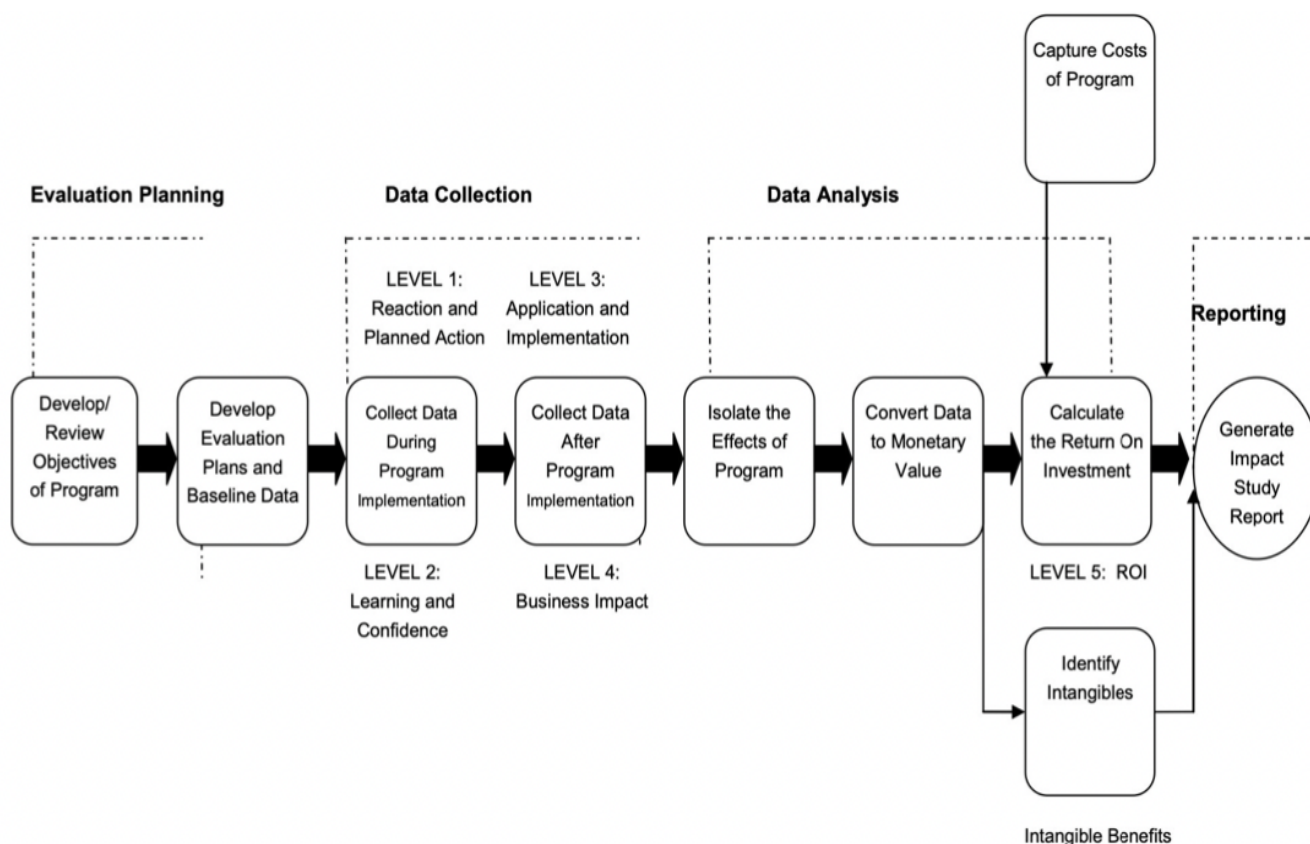 Capture Costs
of Program
Evaluation Planning
Data Collection
Data Analysis
Reporting
LEVEL 1:
Reaction and
Planned Action
LEVEL 3:
Application and
Implementation
Develop/
Review
Objectives
of Program
Develop
Evaluation
Plans and
Baseline Data
Collect Data
During
Program
Implementation
Collect Data
After
Program
Implementation
Isolate the
Effects of
Program
Convert Data
to Monetary
Value
Calculate
the Return On
Investment
Generate
Impact
Study
Report
LEVEL 2:
Learning and
Confidence
LEVEL 4:
Business Impact
LEVEL 5: ROI
Identify
Intangibles
Intangible Benefits